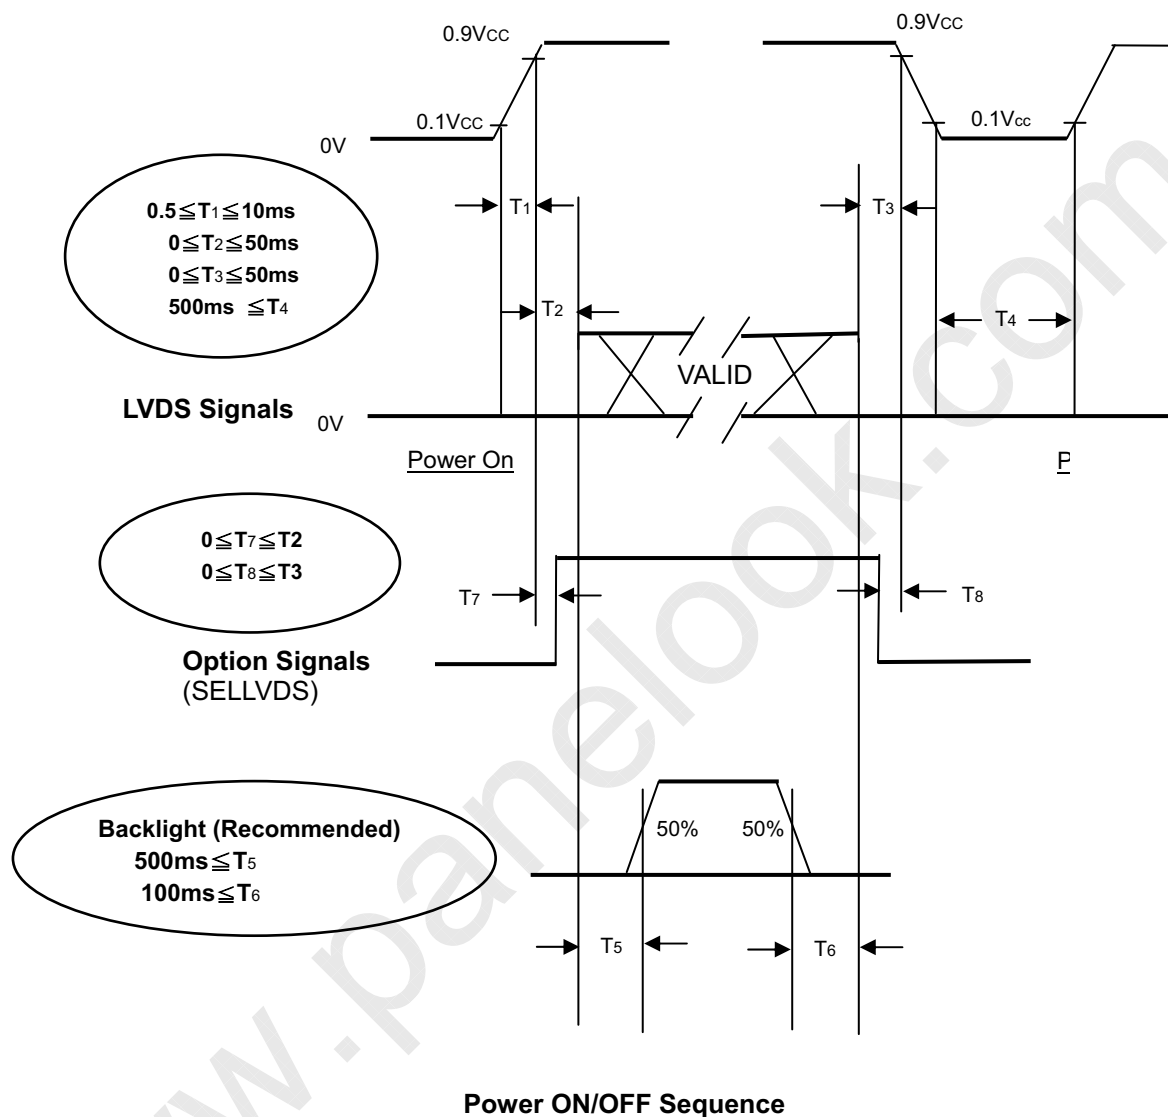 0.9Vcc
0.9Vcc
0.1Vcc
0.1Vcc
0V
0.5≦T1≦10ms
0≦T2≦50ms
0≦T3≦50ms
500ms ≦T4
T1
T3
T2
T4
VALID
LVDS Signals
0V
Power On
P
0≦T7≦T2
0≦T8≦T3
T7
T8
Option Signals
(SELLVDS)
Backlight (Recommended)
500ms≦T5
100ms≦T6
50%
50%
T5
T6
Power ON/OFF Sequence
www.panelook.com